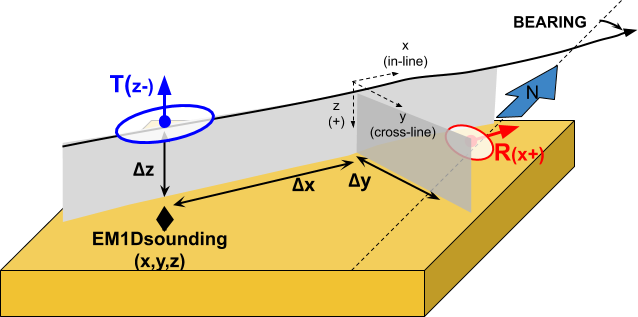 BEARING
x
(in-line)
T(z-)
N
z
(+)
y
(cross-line)
R(x+)
Δz
Δx
Δy
EM1Dsounding
(x,y,z)